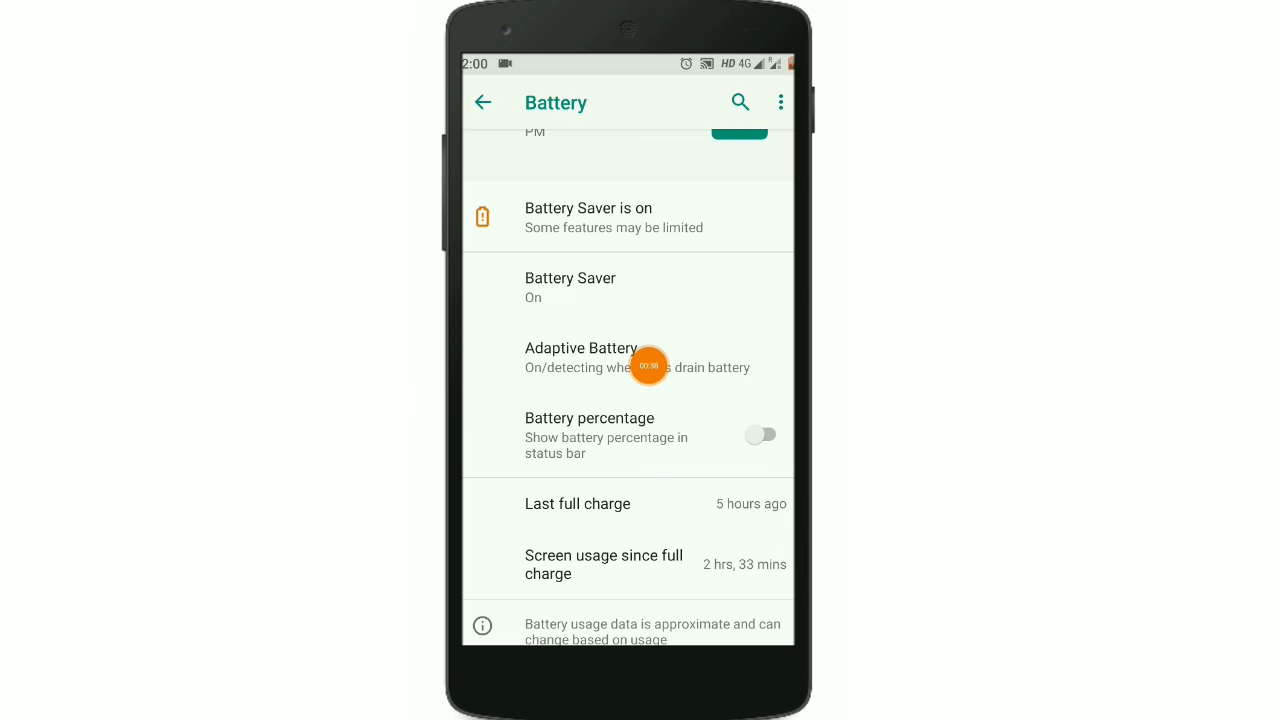 2:00 HD 4G R
Battery
PM
Battery Saver is on
Some features may be limited
Battery Saver
On
Adaptive Battery
On/detecting whe s drain battery
00:38
Battery percentage
Show battery percentage in
status bar
Last full charge 5 hours ago
Screen usage since full
charge
2 hrs, 33 mins
Battery usage data is approximate and can
change based on usage